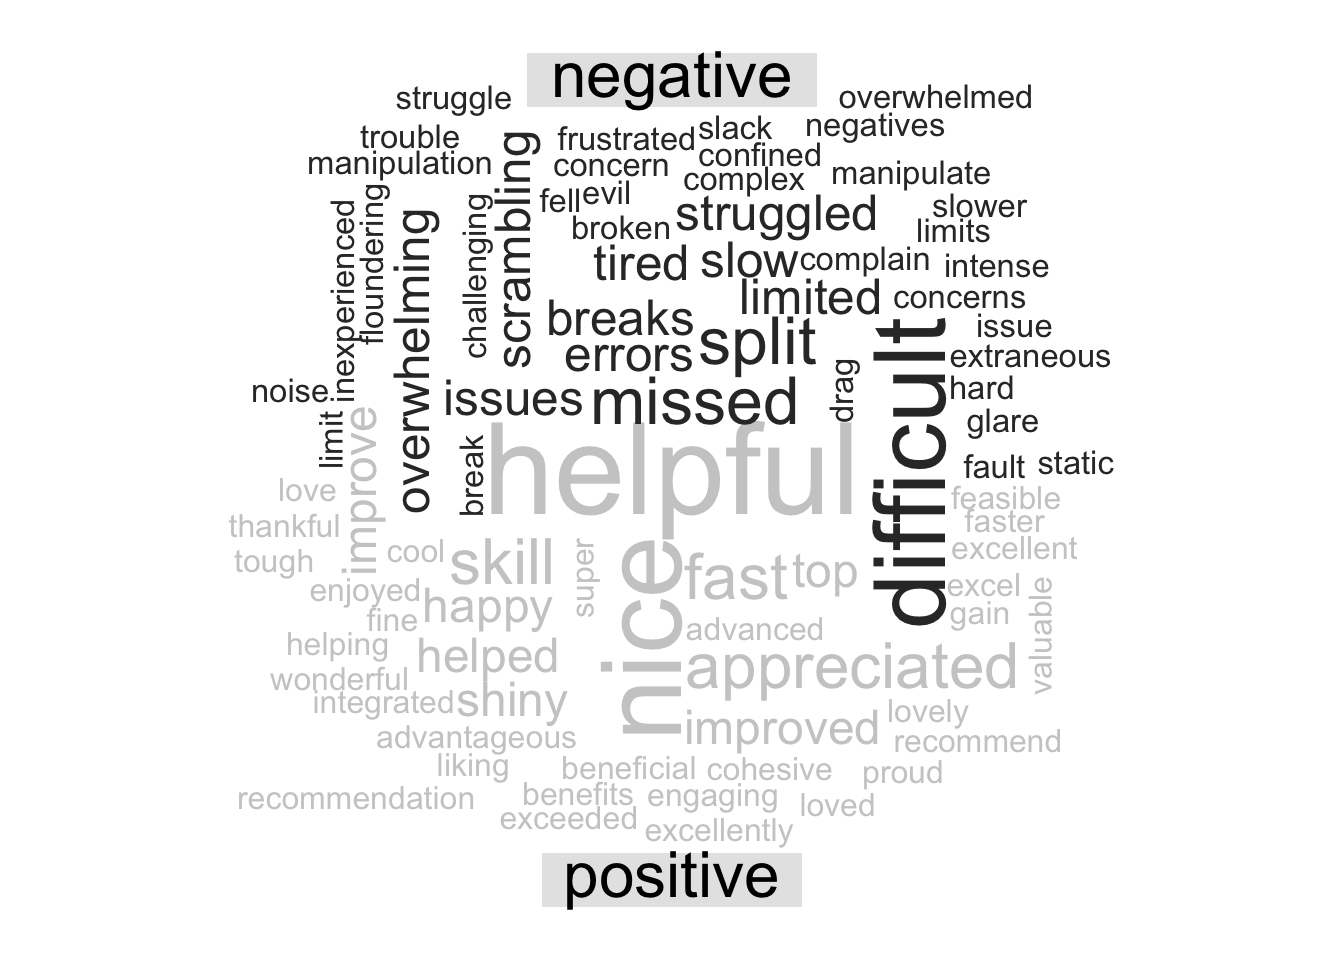 negative
struggle
overwhelmed
trouble
frustrated
slack
negatives
manipulation
scrambling
concern
confined
complex
manipulate
fell
evil
broken
struggled
slower
limits
inexperienced
floundering
overwhelming
challenging
tired
slow
complain
intense
limited
concerns
breaks
split
issue
errors
difficult
extraneous
noise
issues
missed
drag
hard
glare
limit
improve
break
helpful
fault
static
love
feasible
thankful
faster
tough
cool
skill
super
nice
fast
top
excellent
enjoyed
happy
excel
valuable
fine
advanced
gain
helping
helped
appreciated
wonderful
integrated
shiny
improved
lovely
advantageous
recommend
liking
beneficial
cohesive
proud
recommendation
benefits
engaging
loved
exceeded
excellently
positive